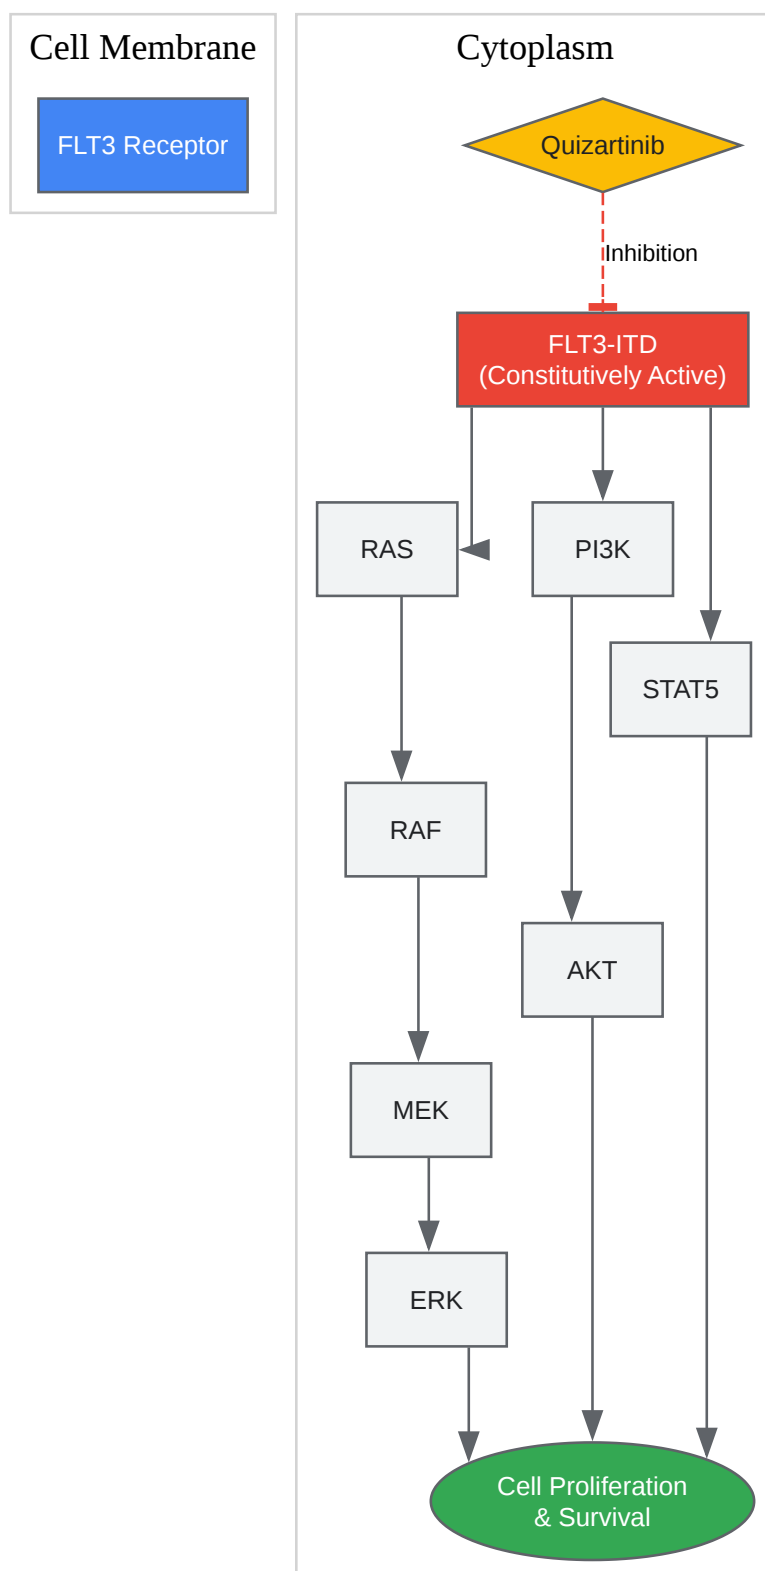 Cell Membrane
Cytoplasm
FLT3 Receptor
Quizartinib
Inhibition
FLT3-ITD
(Constitutively Active)
RAS
PI3K
STAT5
RAF
AKT
MEK
ERK
Cell Proliferation
& Survival